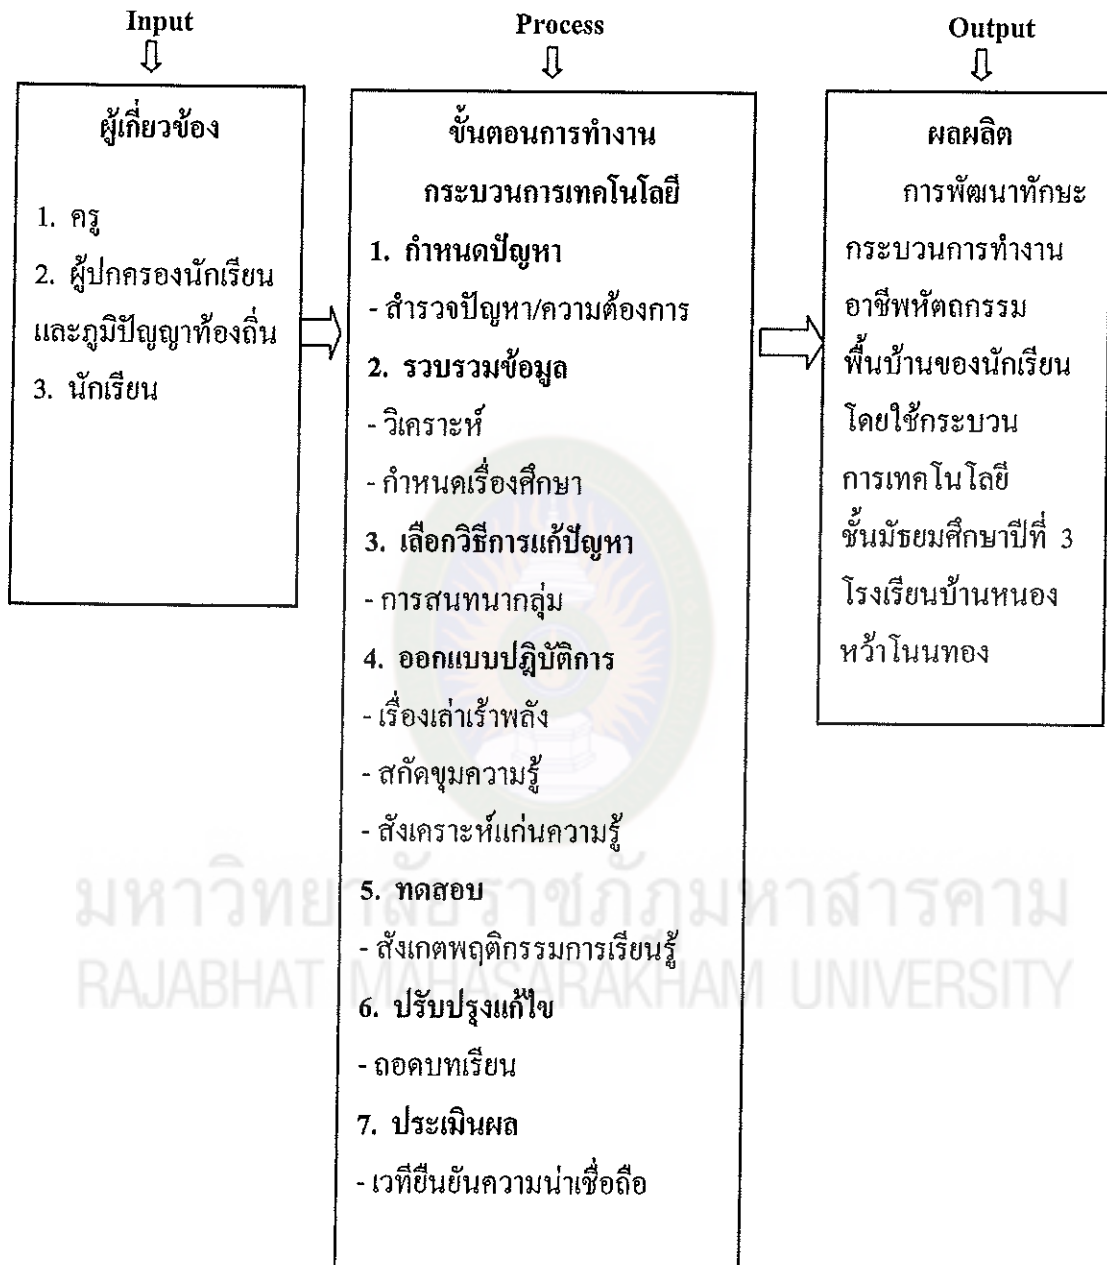 Input
ผู้เกี่ยวข้อง
1. ครู
2. ผู้ปกครองนักเรียน
และภูมิปัญญาท้องถิ่น
3. นักเรียน
Process
ขั้นตอนการทำงาน
กระบวนการเทคโนโลยี
1. กำหนดปัญหา
- สำรวจปัญหา/ความต้องการ
2. รวบรวมข้อมูล
- วิเคราะห์
- กำหนดเรื่องศึกษา
3. เลือกวิธีการแก้ปัญหา
- การสนทนากลุ่ม
4. ออกแบบปฏิบัติการ
- เรื่องเล่าเร้าพลัง
- สกัดขุมความรู้
- สังเคราะห์แก่นความรู้
5. ทดสอบ
- สังเกตพฤติกรรมการเรียนรู้
6. ปรับปรุงแก้ไข
- ถอดบทเรียน
7. ประเมินผล
- เวทียืนยันความน่าเชื่อถือ
Output
ผลผลิต
การพัฒนาทักษะ
กระบวนการทำงาน
อาชีพหัตถกรรม
พื้นบ้านของนักเรียน
โดยใช้กระบวน
การเทคโนโลยี
ชั้นมัธยมศึกษาปีที่ 3
โรงเรียนบ้านหนอง
หว้าโนนทอง
มหาวิทยาลัยราชภัฏมหาสารคาม
RAJABHAT MAHASARAKHAM UNIVERSITY